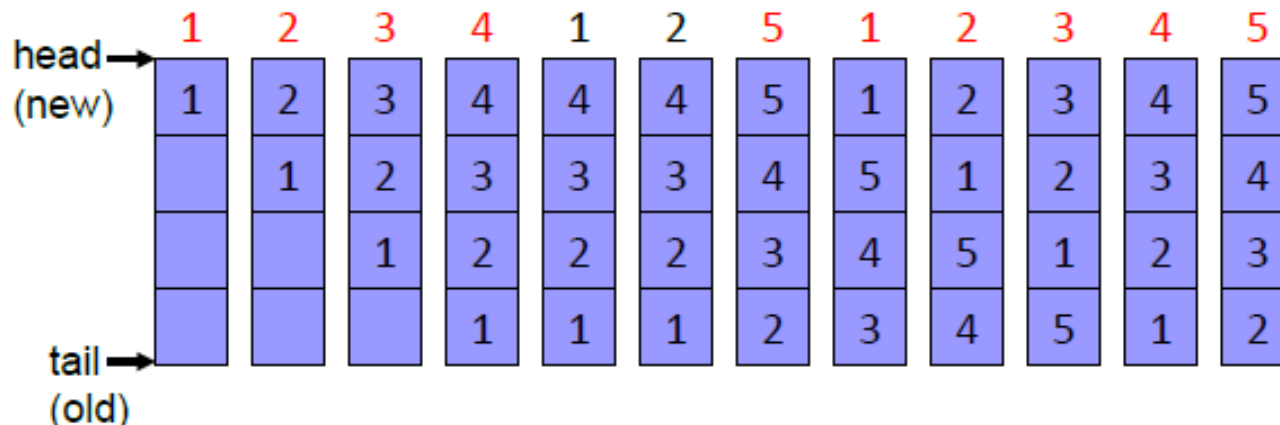 1 2 3 4 1 2 5 1 2 3 4 5
head
(new)
1 2 3 4 4 4 5 1 2 3 4 5
1 2 3 3 3 4 5 1 2 3 4
1 2 2 2 3 4 5 1 2 3
1 1 1 2 3 4 5 1 2
tail
(old)